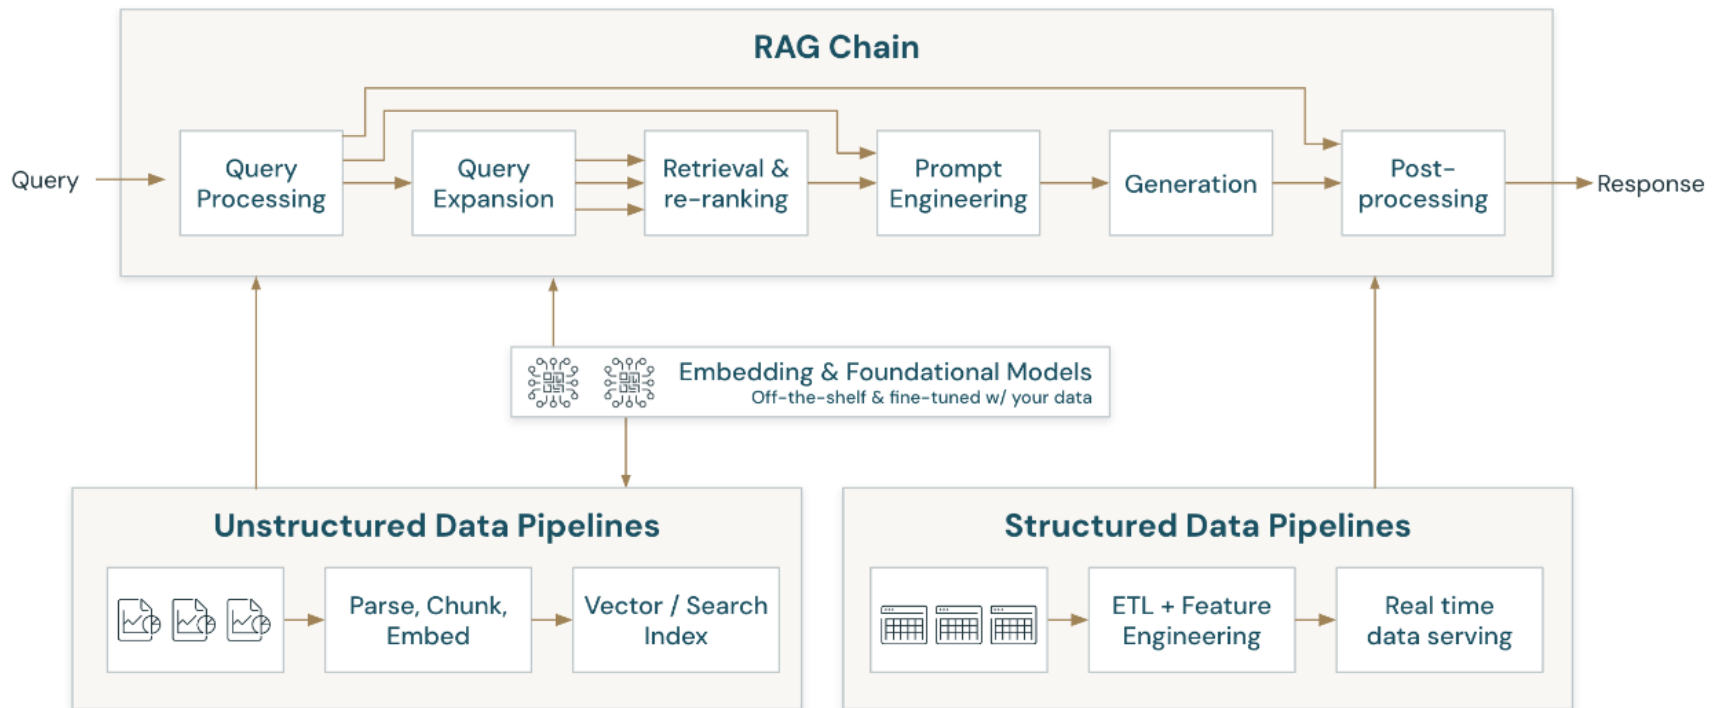 RAG Chain
Query
Query
Processing
Query
Expansion
Retrieval &
re-ranking
Prompt
Engineering
Generation
Post-
processing
Response
Embedding & Foundational Models
Off-the-shelf & fine-tuned w/ your data
Unstructured Data Pipelines
Parse, Chunk,
Embed
Vector / Search
Index
Structured Data Pipelines
ETL + Feature
Engineering
Real time
data serving